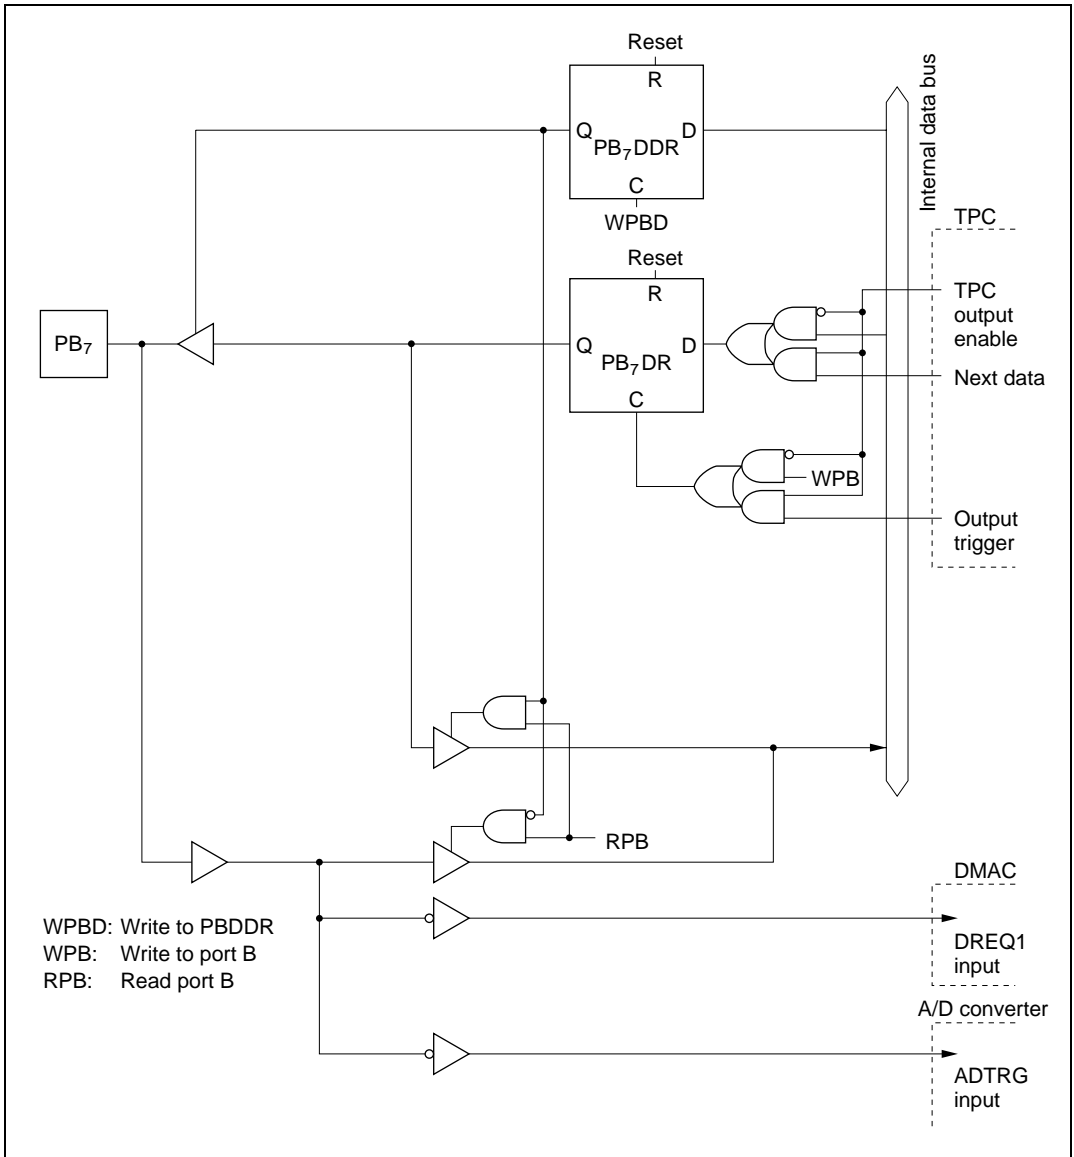 Reset
R
Q
D
PB7DDR
C
WPBD
Internal data bus
TPC
Reset
R
TPC
output
enable
PB7
Q
D
PB7DR
Next data
C
WPB
Output
trigger
RPB
DMAC
WPBD: Write to PBDDR
WPB: Write to port B
RPB: Read port B
DREQ1
input
A/D converter
ADTRG
input